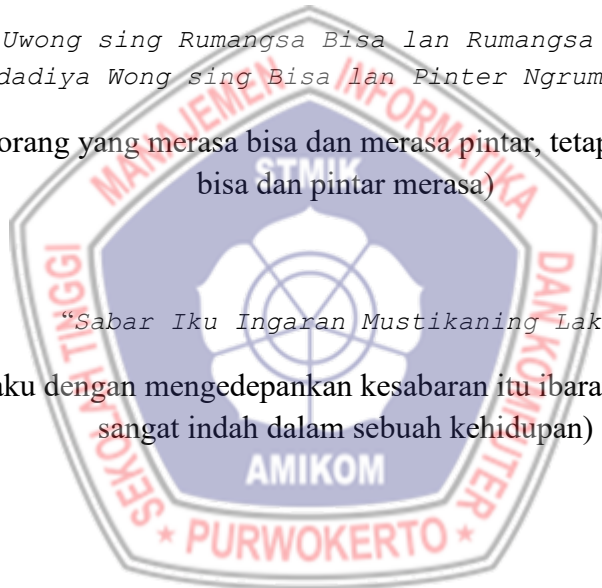 Uwong sing Rumangsa Bisa lan Rumangsa
dadiya Wong sing Bisa lan Pinter Ngrum
orang yang merasa bisa dan merasa pintar, tetap
bisa dan pintar merasa)
“Sabar Iku Ingaran Mustikaning Lak
aku dengan mengedepankan kesabaran itu ibara
sangat indah dalam sebuah kehidupan)
SEKOLAH TINGGI
MANAJEMEN INFORMATIKA
DAN KOMPUTER
STMIK
AMIKOM
* PURWOKERTO *